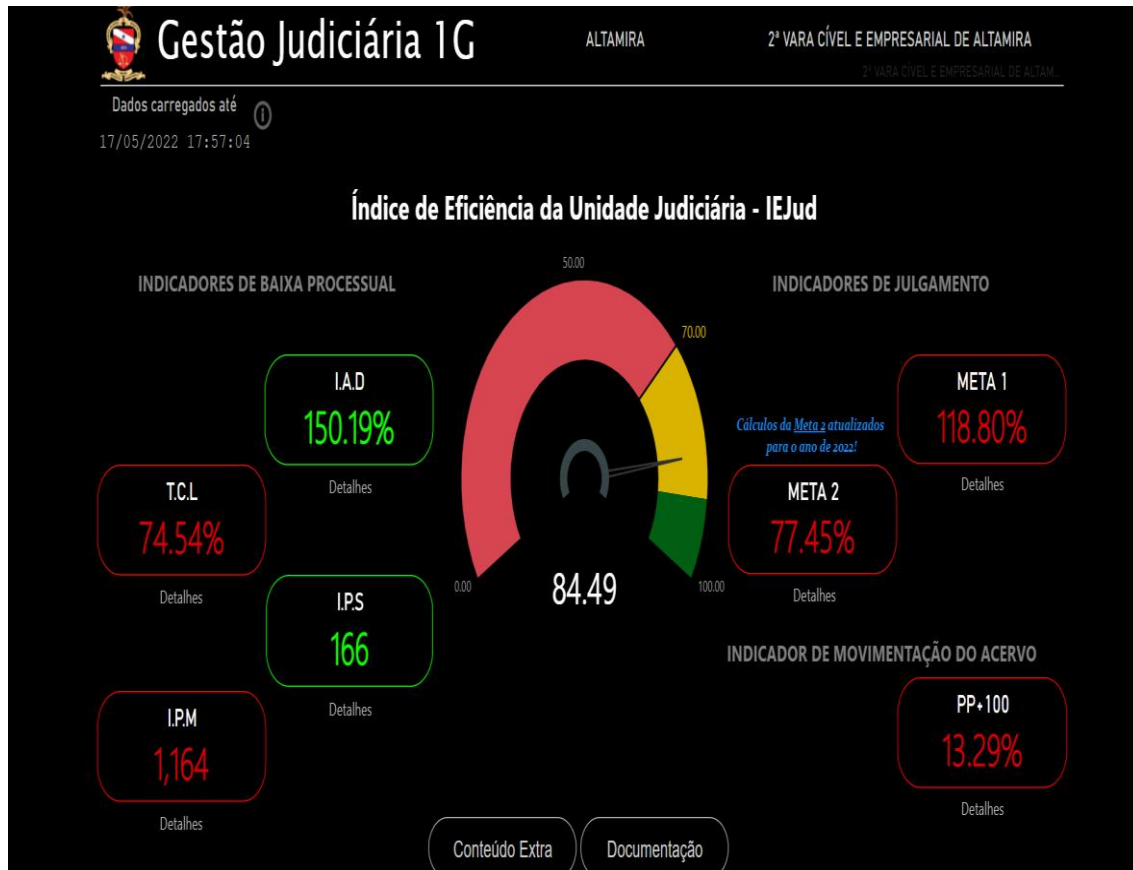 Gestão Judiciária 1G
ALTAMIRA
2ª VARA CÍVEL E EMPRESARIAL DE ALTAMIRA
2ª VARA CÍVEL E EMPRESARIAL DE ALTAM...
Dados carregados até
17/05/2022 17:57:04
Índice de Eficiência da Unidade Judiciária - IEJud
INDICADORES DE BAIXA PROCESSUAL
I.A.D
150.19%
Detalhes
T.C.L
74.54%
Detalhes
I.P.S
166
Detalhes
I.P.M
1,164
Detalhes
0.00
50.00
70.00
100.00
84.49
INDICADORES DE JULGAMENTO
META 1
118.80%
Detalhes
Cálculos da Meta 2 atualizados
para o ano de 2022!
META 2
77.45%
Detalhes
INDICADOR DE MOVIMENTAÇÃO DO ACERVO
PP+100
13.29%
Detalhes
Conteúdo Extra
Documentação